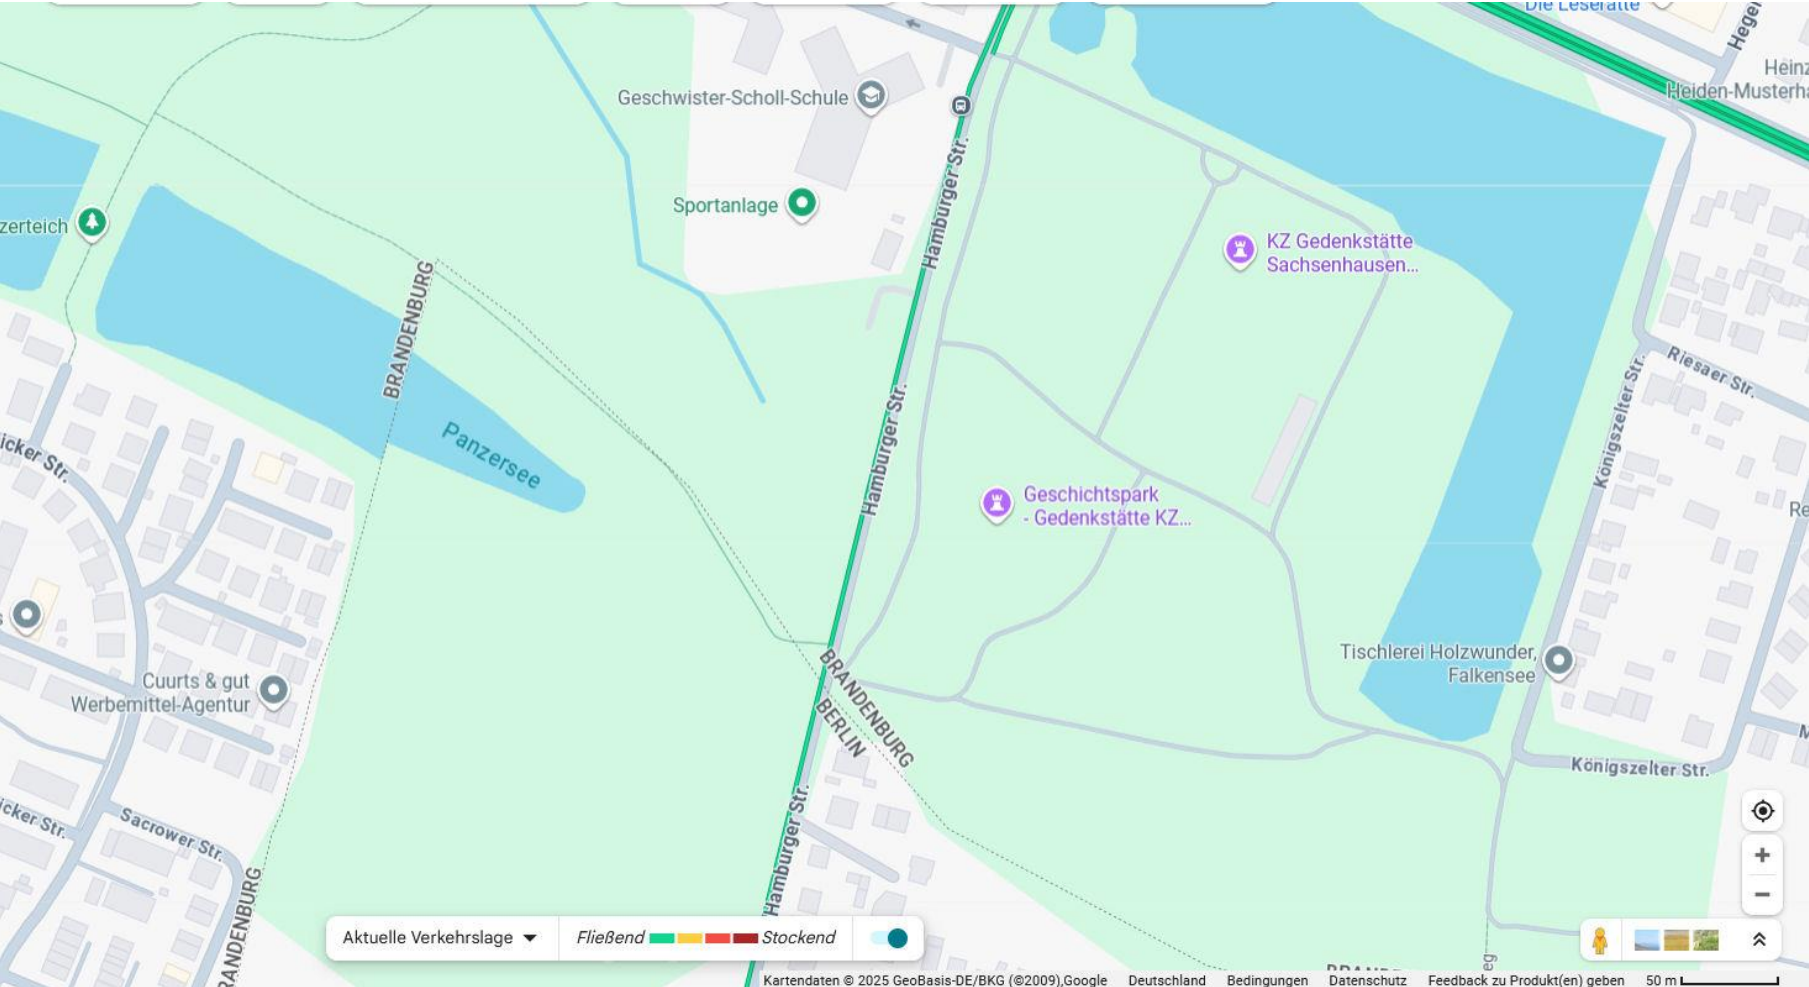 Die Leseratte
Heinz
Heiden-Musterha
Geschwister-Scholl-Schule
Hamburger Str.
Sportanlage
zerteich
KZ Gedenkstätte
Sachsenhausen...
BRANDENBURG
Riesaer Str.
Königszelter Str.
Hamburger Str.
Panzersee
icker Str.
Geschichtspark
- Gedenkstätte KZ...
Re
s
Tischlerei Holzwunder,
Falkensee
Cuurts & gut
Werbemittel-Agentur
BRANDENBURG
BERLIN
Königszelter Str.
icker Str.
Sacrower Str.
Hamburger Str.
RANDENBURG
eg
Aktuelle Verkehrslage
Fließend
Stockend
Kartendaten © 2025 GeoBasis-DE/BKG (©2009),Google Deutschland Bedingungen Datenschutz Feedback zu Produkt(en) geben 50 m